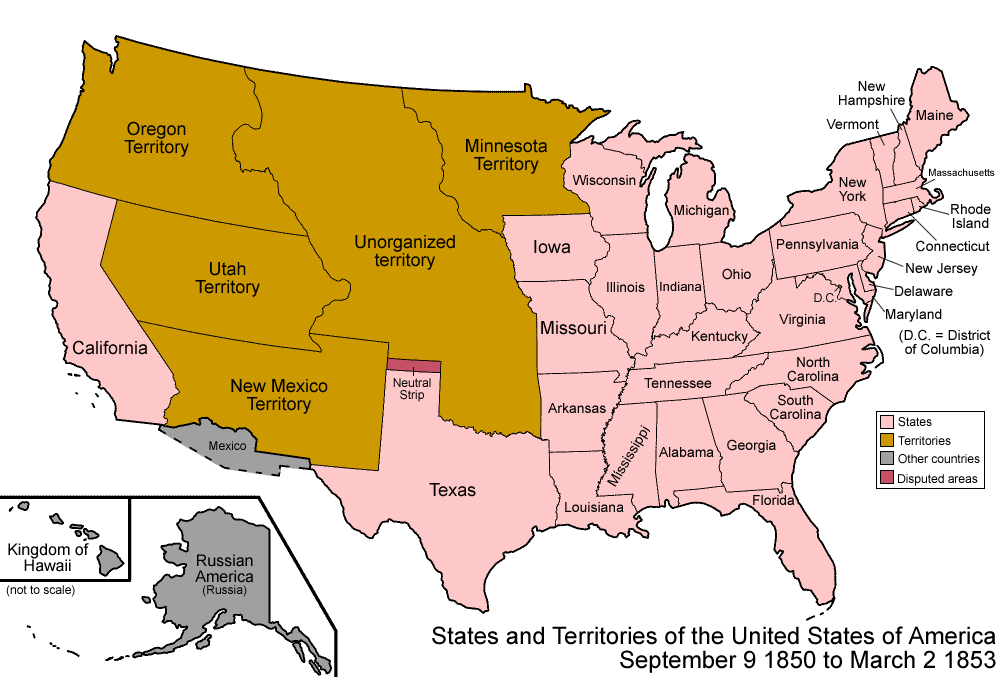 New
Hampshire
Vermont
Maine
Massachusetts
Rhode
Island
Connecticut
New Jersey
Delaware
Maryland
(D.C. = District
of Columbia)
Oregon
Territory
Minnesota
Territory
Wisconsin
Michigan
New
York
Unorganized
territory
Iowa
Pennsylvania
Utah
Territory
Illinois
Indiana
Ohio
D.C.
Virginia
California
Missouri
Kentucky
New Mexico
Territory
Neutral
Strip
Tennessee
North
Carolina
Arkansas
South
Carolina
Mexico
Mississippi
Alabama
Georgia
Texas
Louisiana
Florida
States
Territories
Other countries
Disputed areas
Kingdom of
Hawaii
(not to scale)
Russian
America
(Russia)
States and Territories of the United States of America
September 9 1850 to March 2 1853